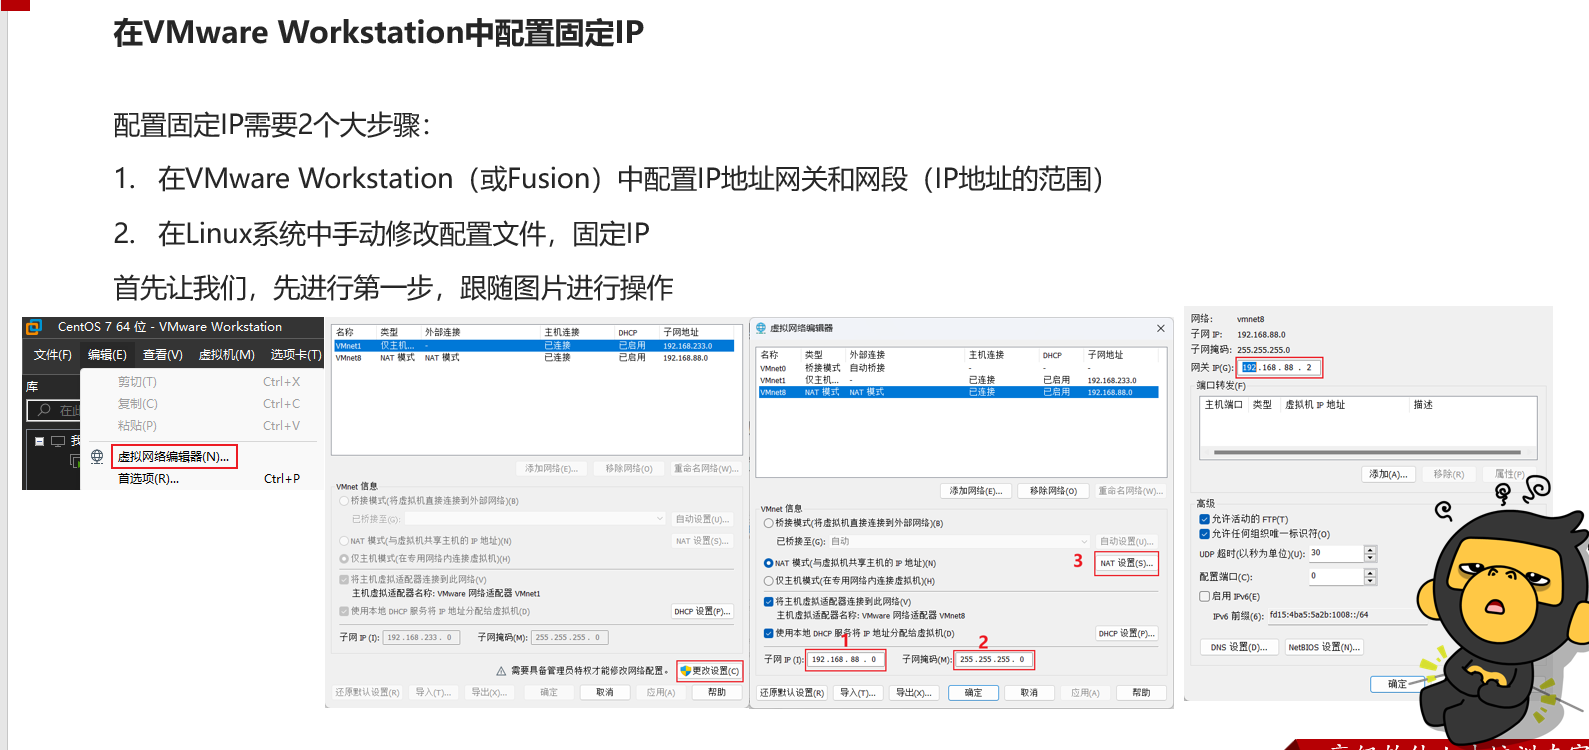 在VMware Workstation中配置固定IP
配置固定IP需要2个大步骤：
1. 在VMware Workstation（或Fusion）中配置IP地址网关和网段（IP地址的范围）
2. 在Linux系统中手动修改配置文件，固定IP
首先让我们，先进行第一步，跟随图片进行操作
CentOS 7 64 位 - VMware Workstation
文件(F) 编辑(E) 查看(V) 虚拟机(M) 选项卡(T)
库
剪切(T) Ctrl+X
复制(C) Ctrl+C
粘贴(P) Ctrl+V
虚拟网络编辑器(N)...
首选项(R)... Ctrl+P
名称 类型 外部连接 主机连接 DHCP 子网地址
VMnet1 仅主机... - 已连接 已启用 192.168.233.0
VMnet8 NAT 模式 NAT 模式 已连接 已启用 192.168.88.0
添加网络(E)... 移除网络(O) 重命名网络(W)...
VMnet 信息
桥接模式(将虚拟机直接连接到外部网络)(B)
已桥接至(G): 自动设置(U)...
NAT 模式(与虚拟机共享主机的 IP 地址)(N) NAT 设置(S)...
仅主机模式(在专用网络内连接虚拟机)(H)
将主机虚拟适配器连接到此网络(V)
主机虚拟适配器名称: VMware 网络适配器 VMnet1
使用本地 DHCP 服务将 IP 地址分配给虚拟机(D) DHCP 设置(P)...
子网 IP (I): 192.168.233. 0 子网掩码(M): 255.255.255. 0
需要具备管理员特权才能修改网络配置。 更改设置(C)
还原默认设置(R) 导入(T)... 导出(X)... 确定 取消 应用(A) 帮助
虚拟网络编辑器
名称 类型 外部连接 主机连接 DHCP 子网地址
VMnet0 桥接模式 自动桥接 - - -
VMnet1 仅主机... - 已连接 已启用 192.168.233.0
VMnet8 NAT 模式 NAT 模式 已连接 已启用 192.168.88.0
添加网络(E)... 移除网络(O) 重命名网络(W)...
VMnet 信息
桥接模式(将虚拟机直接连接到外部网络)(B)
已桥接至(G): 自动 自动设置(U)...
NAT 模式(与虚拟机共享主机的 IP 地址)(N) 3 NAT 设置(S)...
仅主机模式(在专用网络内连接虚拟机)(H)
将主机虚拟适配器连接到此网络(V)
主机虚拟适配器名称: VMware 网络适配器 VMnet8
使用本地 DHCP 服务将 IP 地址分配给虚拟机(D) DHCP 设置(P)...
1 2
子网 IP (I): 192.168. 88 . 0 子网掩码(M): 255.255.255. 0
还原默认设置(R) 导入(T)... 导出(X)... 确定 取消 应用(A) 帮助
网络: vmnet8
子网 IP: 192.168.88.0
子网掩码: 255.255.255.0
网关 IP(G): 192 .168 . 88 . 2
端口转发(F)
主机端口 类型 虚拟机 IP 地址 描述
添加(A)... 移除(R) 属性(P)
高级
允许活动的 FTP(T)
允许任何组织唯一标识符(O)
UDP 超时(以秒为单位)(U): 30
配置端口(C): 0
启用 IPv6(E)
IPv6 前缀(6): fd15:4ba5:5a2b:1008::/64
DNS 设置(D)... NetBIOS 设置(N)...
确定